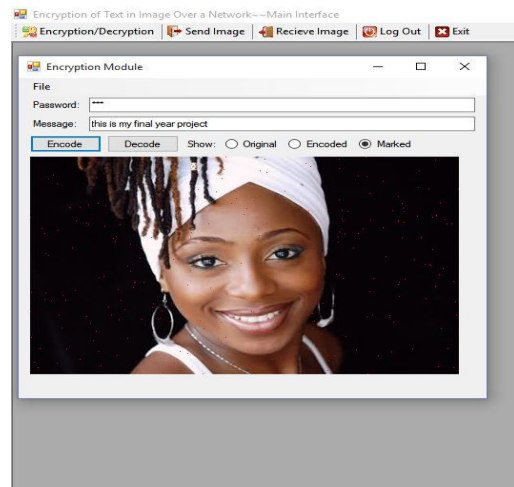 Encryption of Text in Image Over a Network~~Main Interface
Encryption/Decryption Send Image Recieve Image Log Out Exit
Encryption Module
File
Password: ***
Message: this is my final year project
Encode Decode Show: Original Encoded Marked